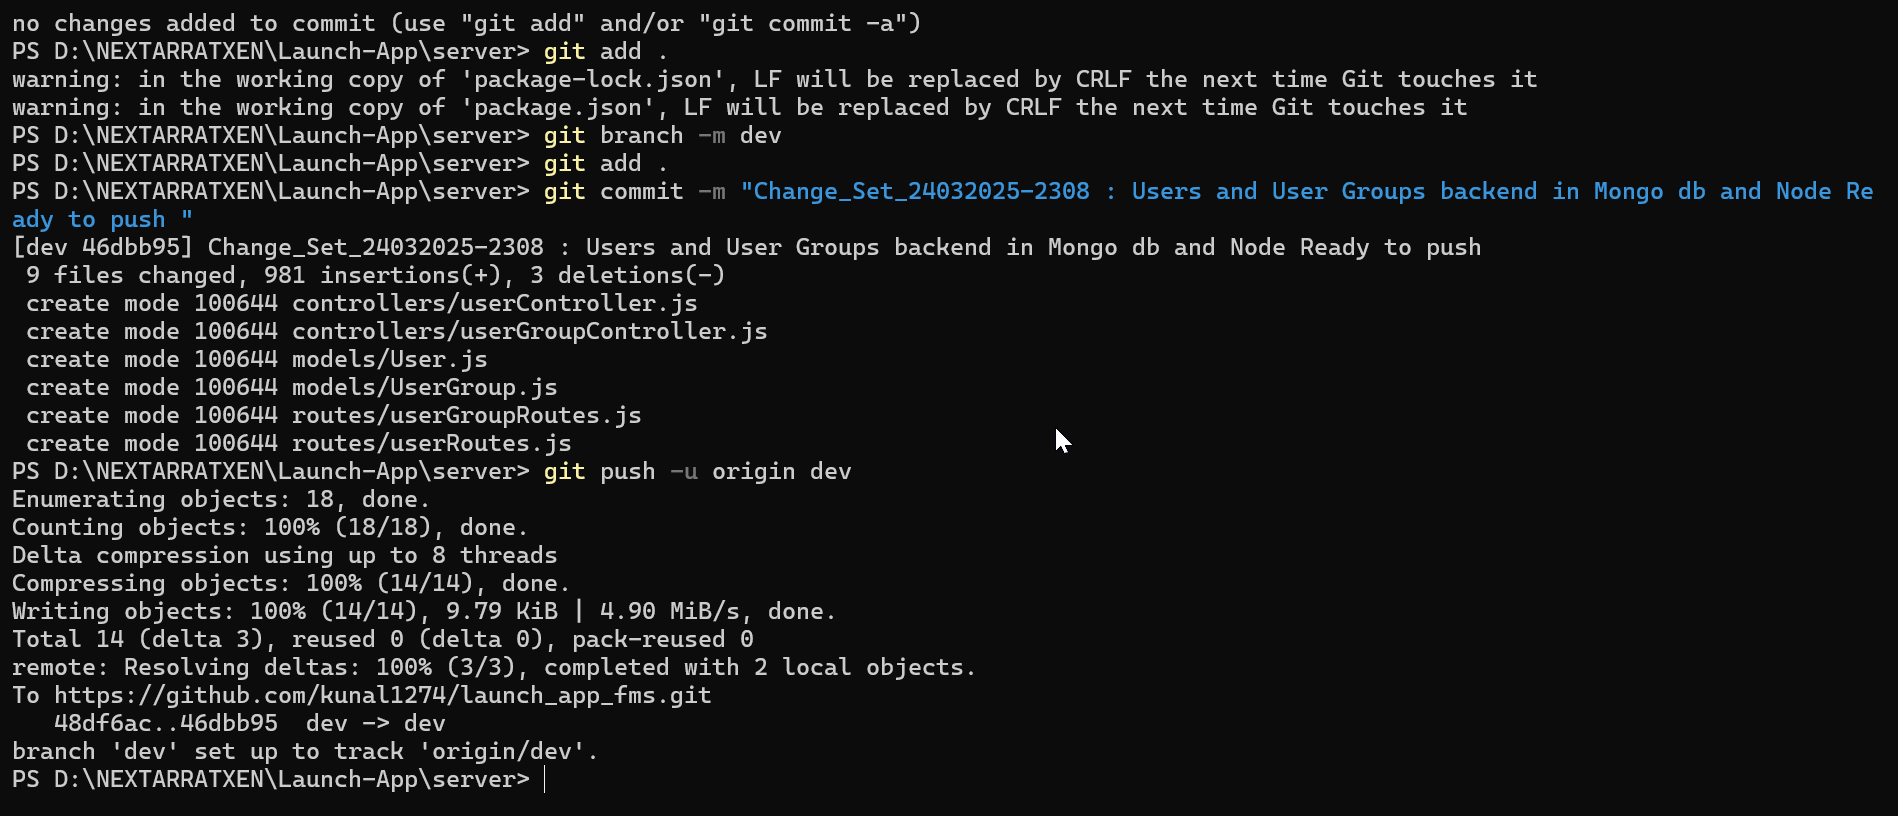 no changes added to commit (use "git add" and/or "git commit -a")
PS D:\NEXTARRATXEN\Launch-App\server> git add .
warning: in the working copy of 'package-lock.json', LF will be replaced by CRLF the next time Git touches it
warning: in the working copy of 'package.json', LF will be replaced by CRLF the next time Git touches it
PS D:\NEXTARRATXEN\Launch-App\server> git branch -m dev
PS D:\NEXTARRATXEN\Launch-App\server> git add .
PS D:\NEXTARRATXEN\Launch-App\server> git commit -m "Change_Set_24032025-2308 : Users and User Groups backend in Mongo db and Node Re
ady to push "
[dev 46dbb95] Change_Set_24032025-2308 : Users and User Groups backend in Mongo db and Node Ready to push
 9 files changed, 981 insertions(+), 3 deletions(-)
 create mode 100644 controllers/userController.js
 create mode 100644 controllers/userGroupController.js
 create mode 100644 models/User.js
 create mode 100644 models/UserGroup.js
 create mode 100644 routes/userGroupRoutes.js
 create mode 100644 routes/userRoutes.js
PS D:\NEXTARRATXEN\Launch-App\server> git push -u origin dev
Enumerating objects: 18, done.
Counting objects: 100% (18/18), done.
Delta compression using up to 8 threads
Compressing objects: 100% (14/14), done.
Writing objects: 100% (14/14), 9.79 KiB | 4.90 MiB/s, done.
Total 14 (delta 3), reused 0 (delta 0), pack-reused 0
remote: Resolving deltas: 100% (3/3), completed with 2 local objects.
To https://github.com/kunal1274/launch_app_fms.git
   48df6ac..46dbb95  dev -> dev
branch 'dev' set up to track 'origin/dev'.
PS D:\NEXTARRATXEN\Launch-App\server>